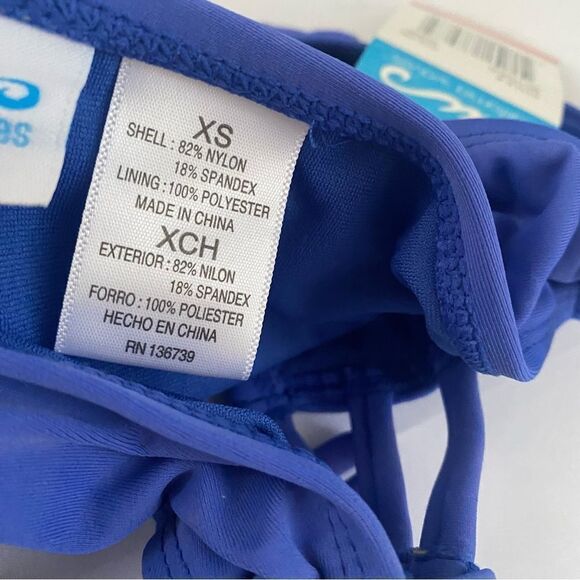 XS
SHELL : 82% NYLON
18% SPANDEX
LINING : 100% POLYESTER
MADE IN CHINA
XCH
EXTERIOR : 82% NILON
18% SPANDEX
FORRO : 100% POLIESTER
HECHO EN CHINA
RN 136739